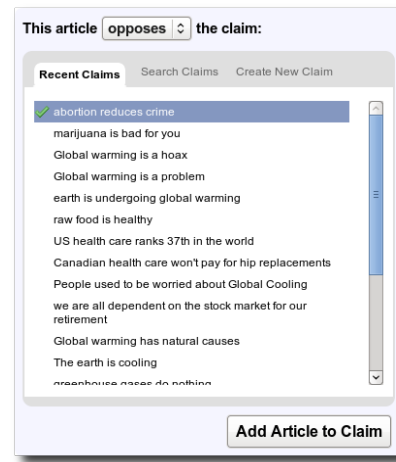 This article opposes the claim:
Recent Claims Search Claims Create New Claim
abortion reduces crime
marijuana is bad for you
Global warming is a hoax
Global warming is a problem
earth is undergoing global warming
raw food is healthy
US health care ranks 37th in the world
Canadian health care won't pay for hip replacements
People used to be worried about Global Cooling
we are all dependent on the stock market for our
retirement
Global warming has natural causes
The earth is cooling
greenhouse gases do nothing
Add Article to Claim